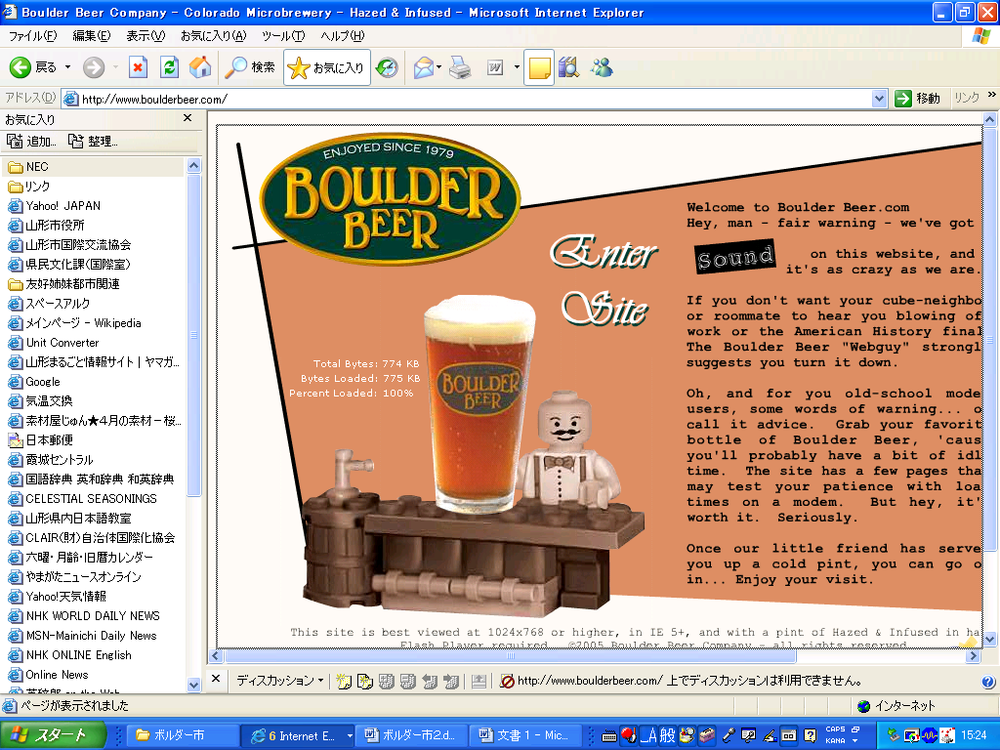 Boulder Beer Company - Colorado Microbrewery - Hazed & Infused - Microsoft Internet Explorer
ファイル(F) 編集(E) 表示(V) お気に入り(A) ツール(T) ヘルプ(H)
戻る 検索 お気に入り
アドレス(D) http://www.boulderbeer.com/ 移動 リンク »
お気に入り
追加... 整理...
NEC
リンク
Yahoo! JAPAN
山形市役所
山形市国際交流協会
県民文化課(国際室)
友好姉妹都市関連
スペースアルク
メインページ - Wikipedia
Unit Converter
山形まるごと情報サイト | ヤマガ...
Google
気温交換
素材屋じゅん★4月の素材－桜...
日本郵便
霞城セントラル
国語辞典 英和辞典 和英辞典
CELESTIAL SEASONINGS
山形県内日本語教室
CLAIR(財)自治体国際化協会
六曜・月齢・旧暦カレンダー
やまがたニュースオンライン
Yahoo!天気情報
NHK WORLD DAILY NEWS
MSN-Mainichi Daily News
NHK ONLINE English
Online News
英辞郎 on the Web
ENJOYED SINCE 1979
BOULDER
BEER
Enter
Site
Total Bytes: 774 KB
Bytes Loaded: 775 KB
Percent Loaded: 100%
BOULDER
BEER
Welcome to Boulder Beer.com
Hey, man - fair warning - we've got
Sound on this website, and
it's as crazy as we are.
If you don't want your cube-neighbo
or roommate to hear you blowing of
work or the American History final
The Boulder Beer "Webguy" strongl
suggests you turn it down.
Oh, and for you old-school mode
users, some words of warning... o
call it advice. Grab your favorit
bottle of Boulder Beer, 'caus
you'll probably have a bit of idl
time. The site has a few pages tha
may test your patience with loa
times on a modem. But hey, it'
worth it. Seriously.
Once our little friend has serve
you up a cold pint, you can go o
in... Enjoy your visit.
This site is best viewed at 1024x768 or higher, in IE 5+, and with a pint of Hazed & Infused in ha
Flash Player required. ©2005 Boulder Beer Company - all rights reserved
ディスカッション http://www.boulderbeer.com/ 上でディスカッションは利用できません。
ページが表示されました インターネット
スタート ボルダー市 6 Internet E... ボルダー市2.d... 文書 1 - Mic... A 般 CAPS KANA 15:24